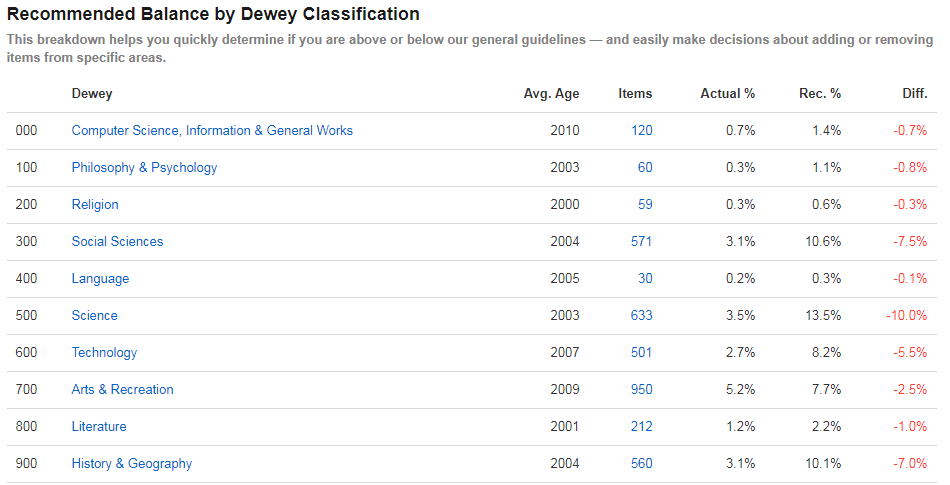 Recommended Balance by Dewey Classification
This breakdown helps you quickly determine if you are above or below our general guidelines — and easily make decisions about adding or removing
items from specific areas.
Dewey Avg. Age Items Actual % Rec. % Diff.
000 Computer Science, Information & General Works 2010 120 0.7% 1.4% -0.7%
100 Philosophy & Psychology 2003 60 0.3% 1.1% -0.8%
200 Religion 2000 59 0.3% 0.6% -0.3%
300 Social Sciences 2004 571 3.1% 10.6% -7.5%
400 Language 2005 30 0.2% 0.3% -0.1%
500 Science 2003 633 3.5% 13.5% -10.0%
600 Technology 2007 501 2.7% 8.2% -5.5%
700 Arts & Recreation 2009 950 5.2% 7.7% -2.5%
800 Literature 2001 212 1.2% 2.2% -1.0%
900 History & Geography 2004 560 3.1% 10.1% -7.0%